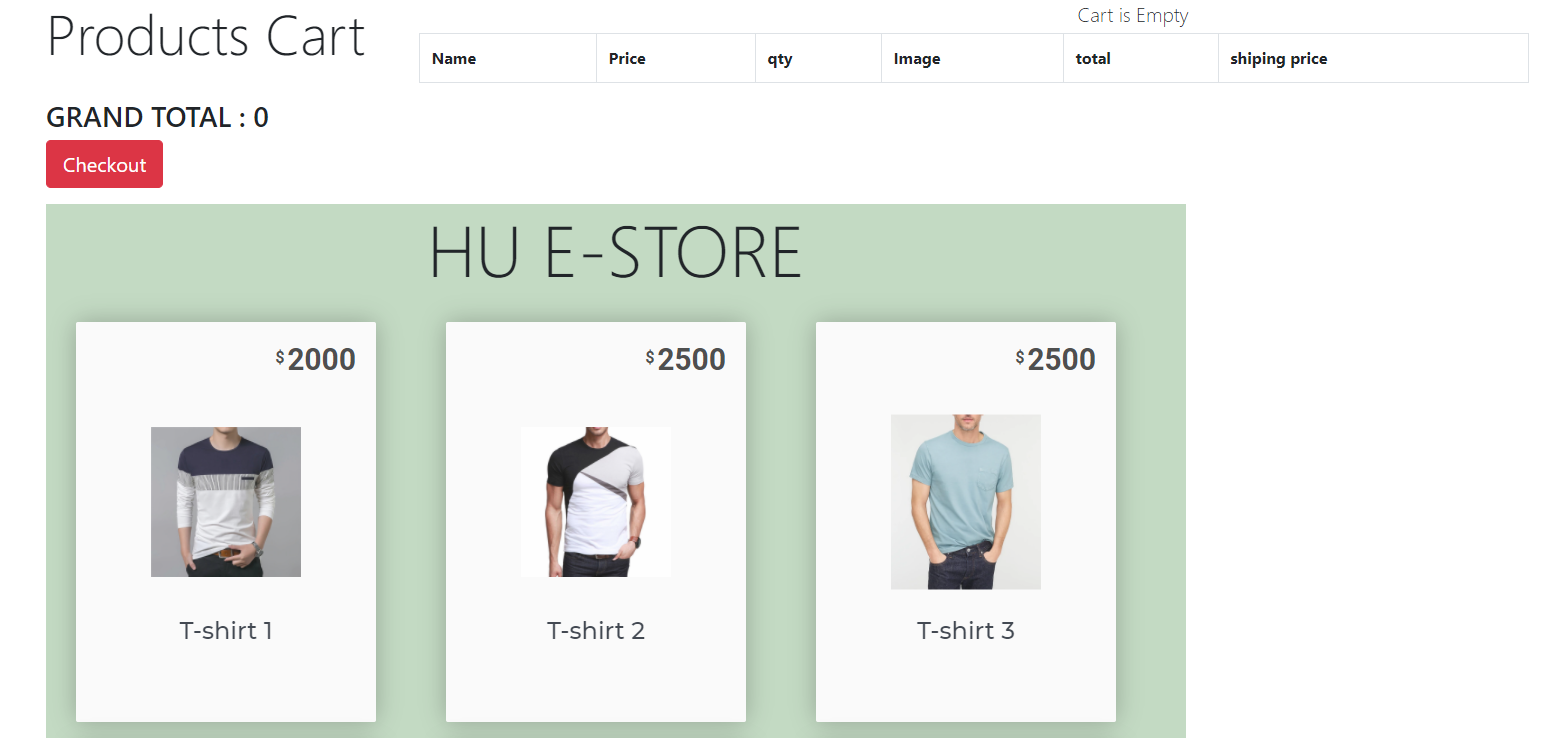 Products Cart
Cart is Empty
Name Price qty Image total shiping price
GRAND TOTAL : 0
Checkout
HU E-STORE
$2000 $2500 $2500
T-shirt 1 T-shirt 2 T-shirt 3